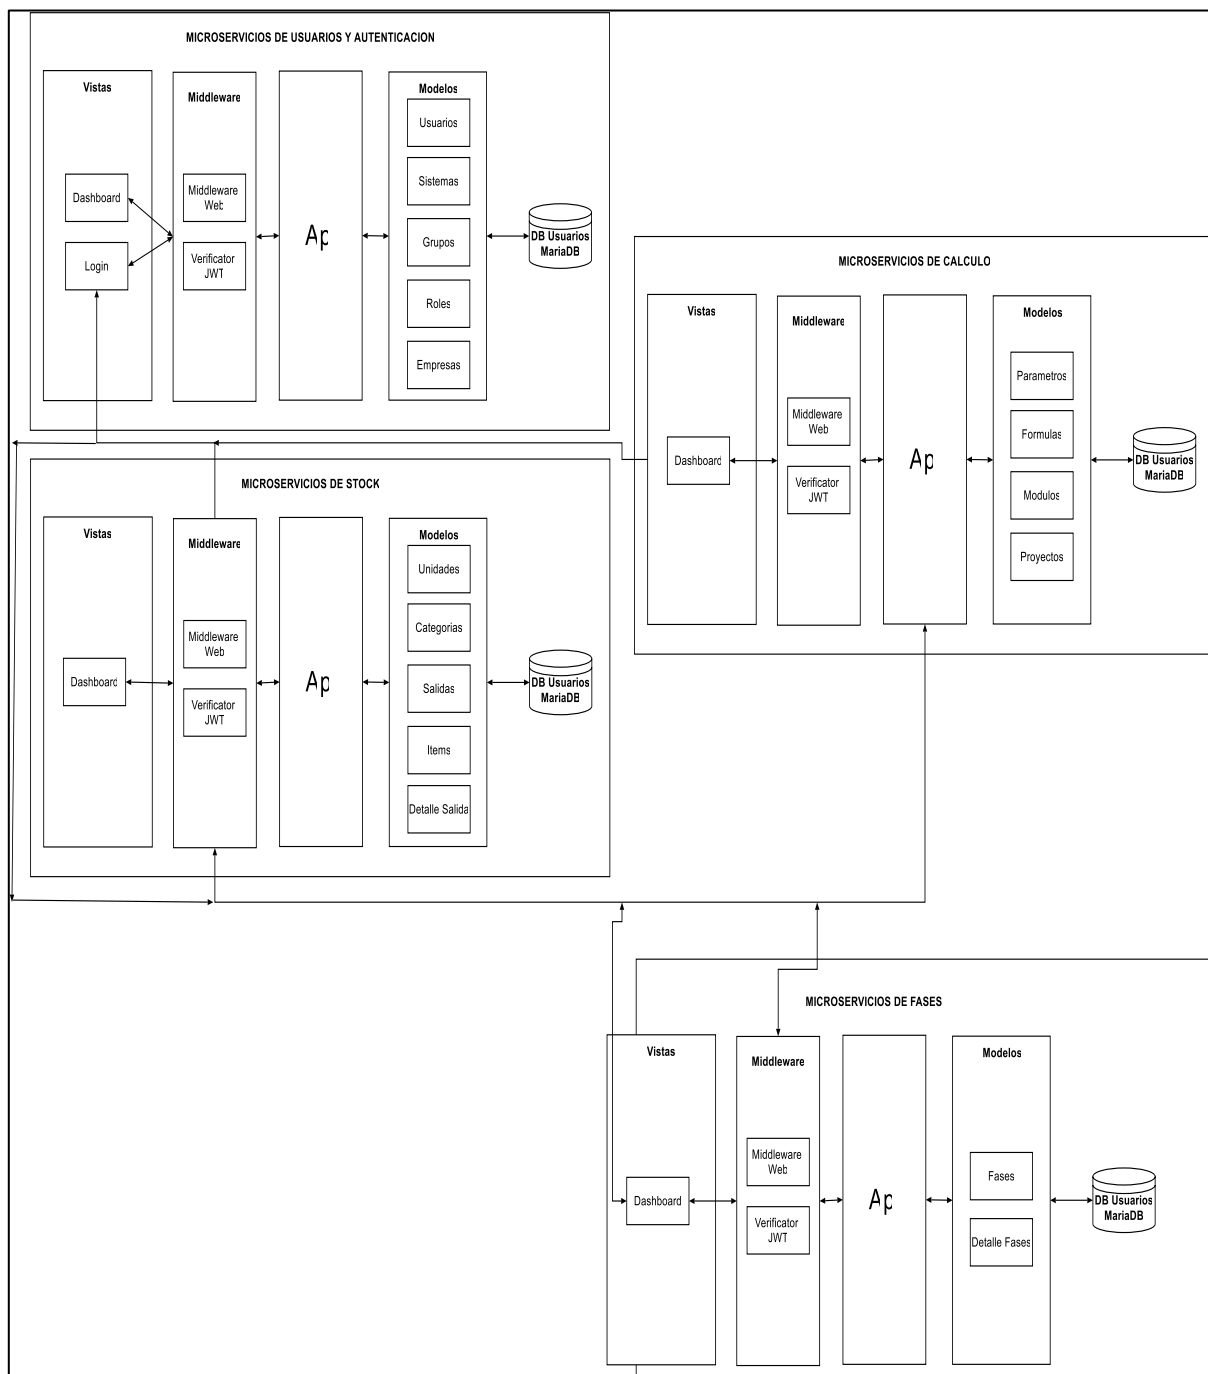 MICROSERVICIOS DE USUARIOS Y AUTENTICACION
Vistas
Dashboard
Login
Middleware
Middleware
Web
Verificator
JWT
Ap
Modelos
Usuarios
Sistemas
Grupos
Roles
Empresas
DB Usuarios
MariaDB
MICROSERVICIOS DE CALCULO
Vistas
Dashboard
Middleware
Middleware
Web
Verificator
JWT
Ap
Modelos
Parametros
Formulas
Modulos
Proyectos
DB Usuarios
MariaDB
MICROSERVICIOS DE STOCK
Vistas
Dashboard
Middleware
Middleware
Web
Verificator
JWT
Ap
Modelos
Unidades
Categorias
Salidas
Items
Detalle Salida
DB Usuarios
MariaDB
MICROSERVICIOS DE FASES
Vistas
Dashboard
Middleware
Middleware
Web
Verificator
JWT
Ap
Modelos
Fases
Detalle Fases
DB Usuarios
MariaDB